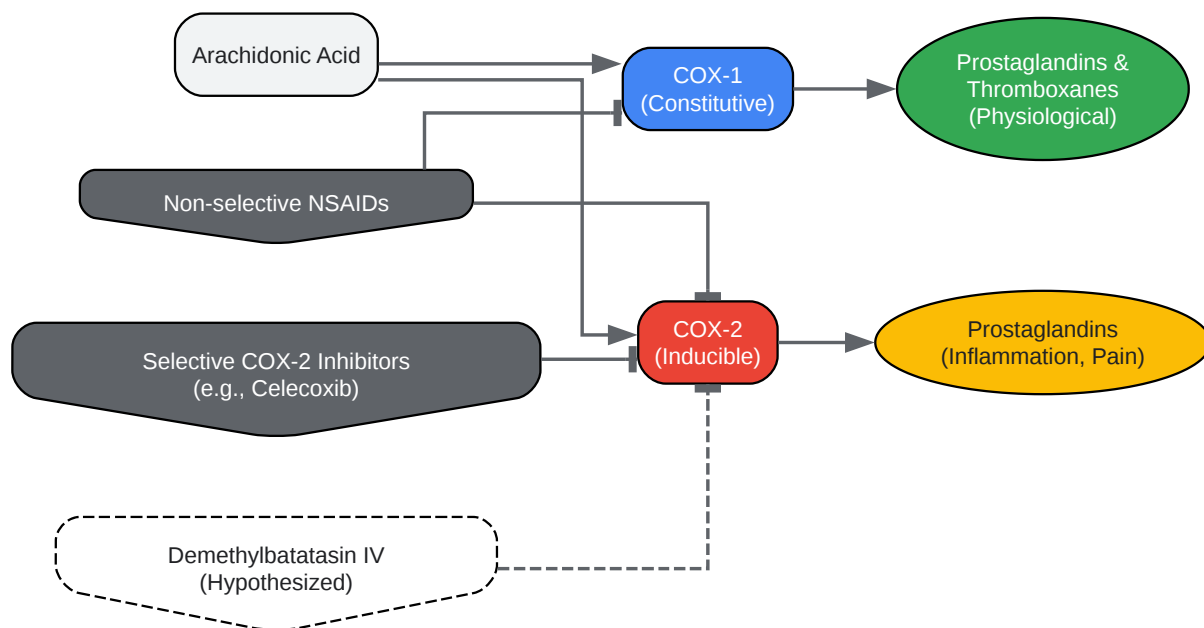 Arachidonic Acid
COX-1
(Constitutive)
Prostaglandins &
Thromboxanes
(Physiological)
Non-selective NSAIDs
Selective COX-2 Inhibitors
(e.g., Celecoxib)
COX-2
(Inducible)
Prostaglandins
(Inflammation, Pain)
Demethylbatatasin IV
(Hypothesized)